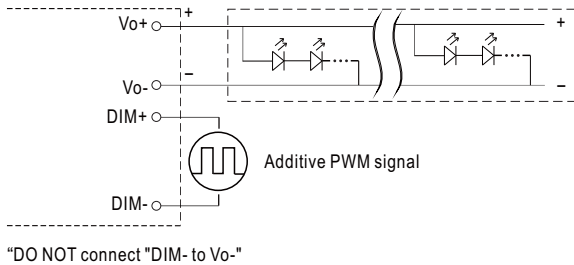 Vo+
+
+
Vo-
–
–
DIM+
Additive PWM signal
DIM-
“DO NOT connect "DIM- to Vo-"